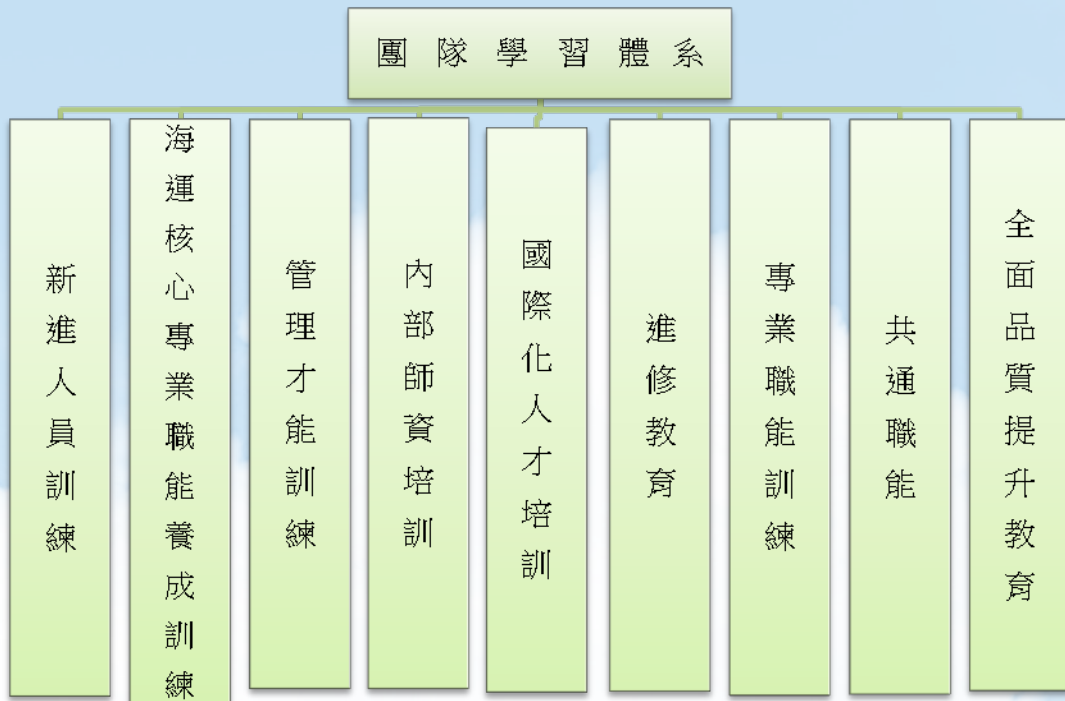 團隊學習體系
新進人員訓練
海運核心專業職能養成訓練
管理才能訓練
內部師資培訓
國際化人才培訓
進修教育
專業職能訓練
共通職能
全面品質提升教育